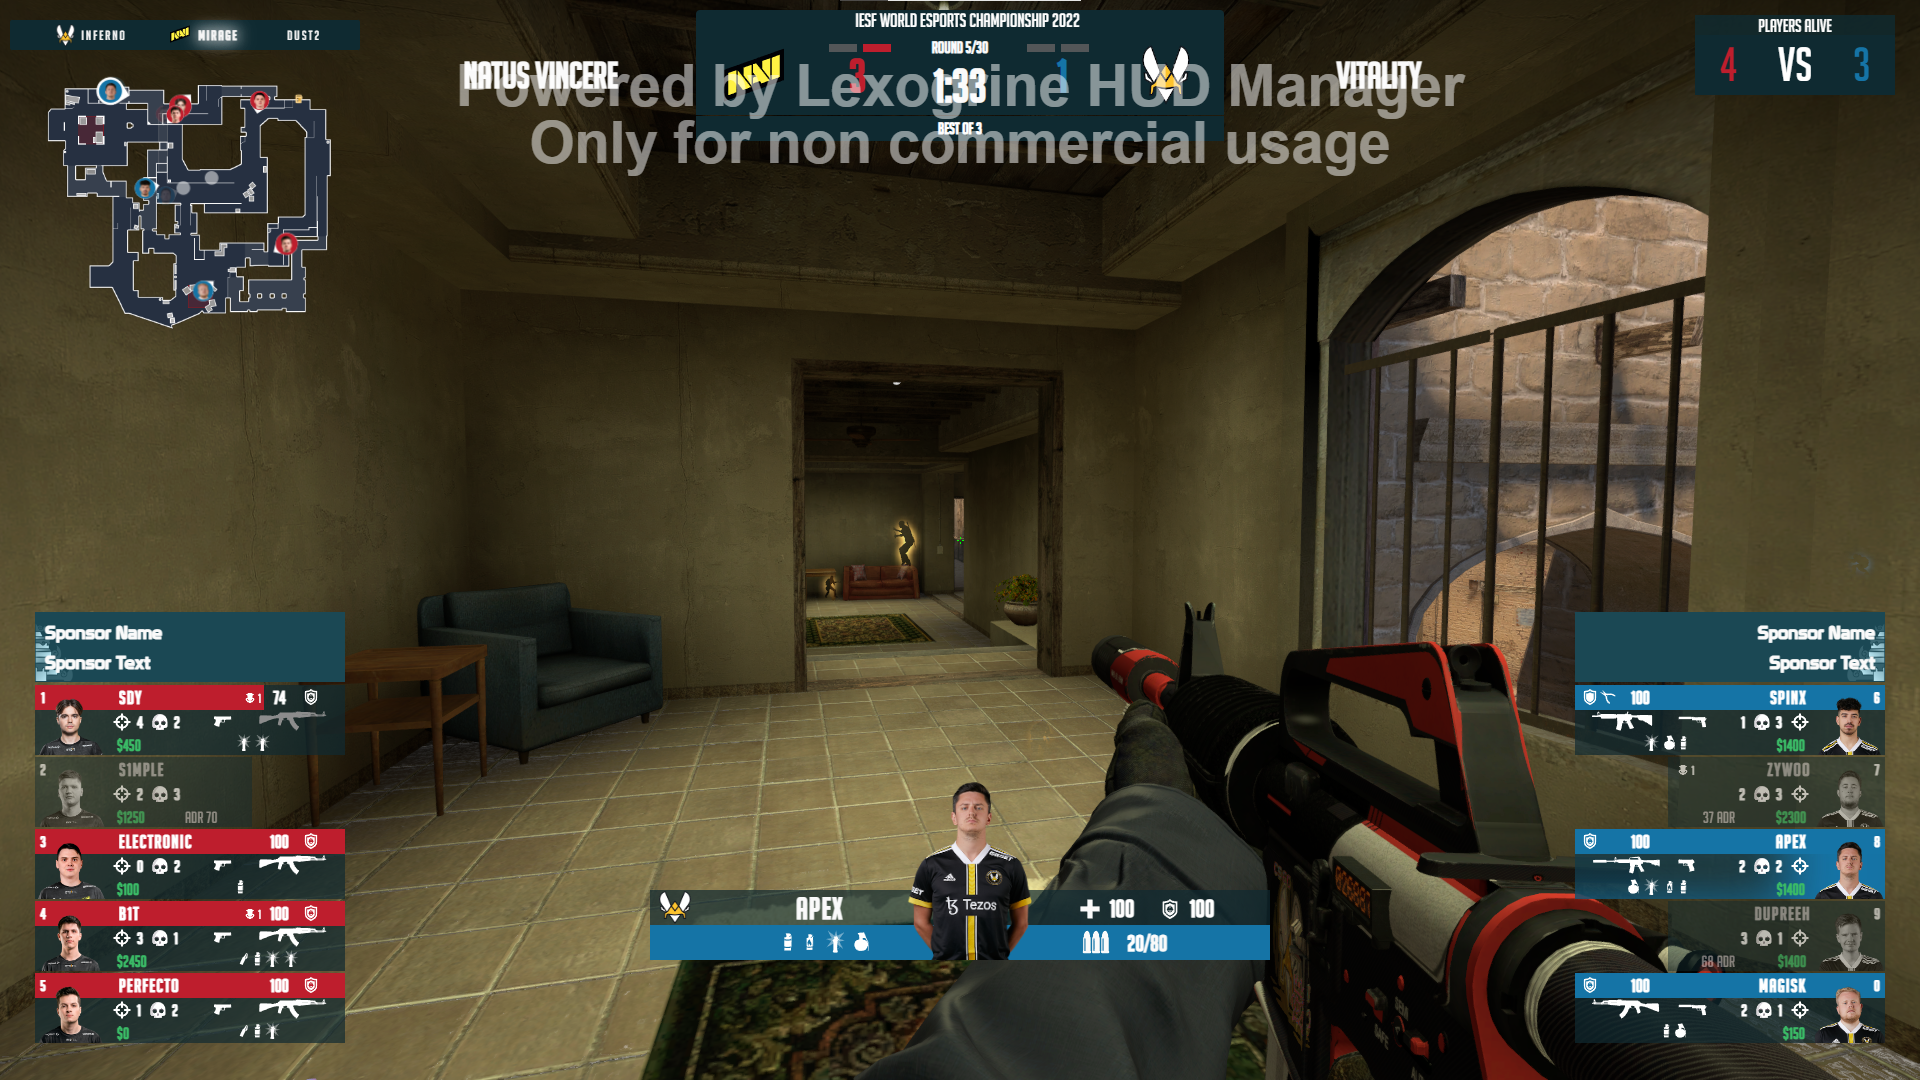 INFERNO
MIRAGE
DUST2
IESF WORLD ESPORTS CHAMPIONSHIP 2022
NATUS VINCERE
3
ROUND 5/30
1:33
1
VITALITY
BEST OF 3
PLAYERS ALIVE
4 VS 3
Powered by Lexogrine HUD Manager
Only for non commercial usage
Sponsor Name
Sponsor Text
1 SDY 1 74
4 2
$450
2 S1MPLE
2 3
$1250 ADR 70
3 ELECTRONIC 100
0 2
$100
4 B1T 1 100
3 1
$2450
5 PERFECTO 100
1 2
$0
APEX 100 100
20/80
Tezos
Sponsor Name
Sponsor Text
100 SPINX 6
1 3
$1400
1 ZYWOO 7
2 3
37 ADR $2300
100 APEX 8
2 2
$1400
DUPREEH 9
3 1
68 ADR $1400
100 MAGISK 0
2 1
$150